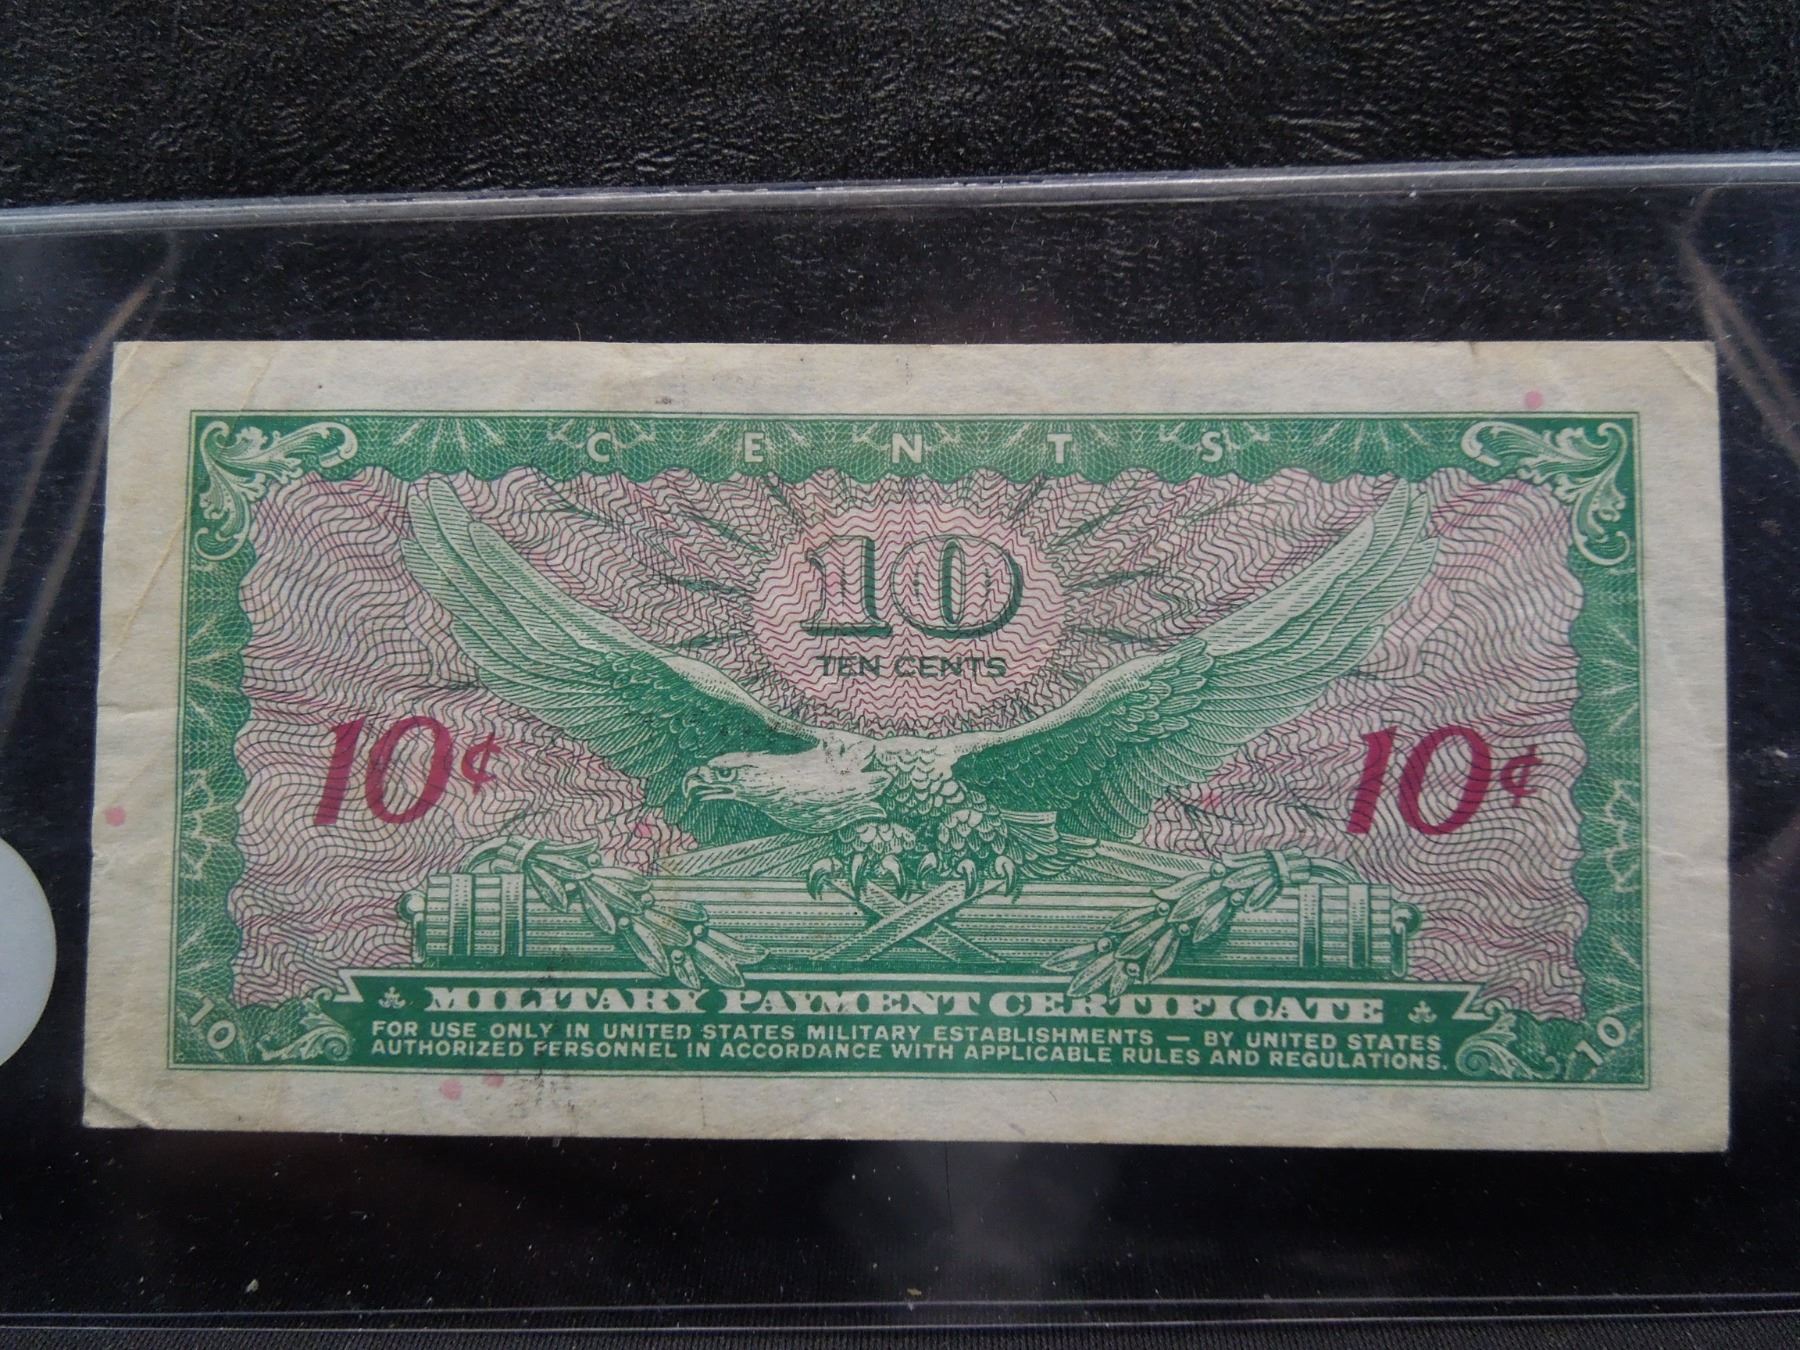 CENTS
10
TEN CENTS
10¢ 10¢
MILITARY PAYMENT CERTIFICATE
10 FOR USE ONLY IN UNITED STATES MILITARY ESTABLISHMENTS — BY UNITED STATES 10
AUTHORIZED PERSONNEL IN ACCORDANCE WITH APPLICABLE RULES AND REGULATIONS.